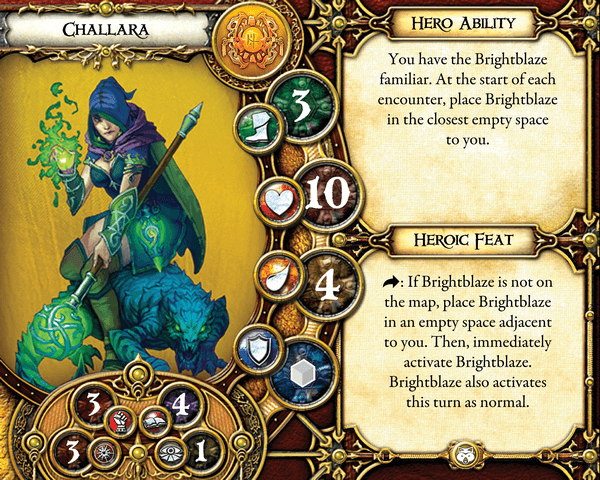 CHALLARA
3
10
4
3 4
3 1
HERO ABILITY
You have the Brightblaze
familiar. At the start of each
encounter, place Brightblaze
in the closest empty space
to you.
HEROIC FEAT
: If Brightblaze is not on
the map, place Brightblaze
in an empty space adjacent
to you. Then, immediately
activate Brightblaze.
Brightblaze also activates
this turn as normal.